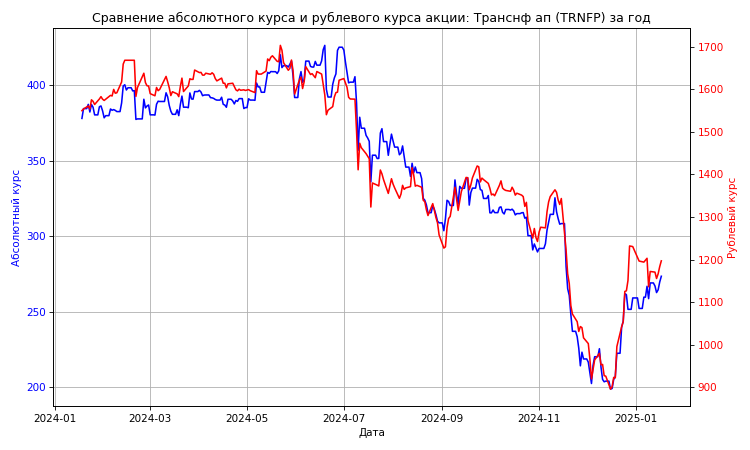 Сравнение абсолютного курса и рублевого курса акции: Транснф ап (TRNFP) за год
Абсолютный курс
400
350
300
250
200
1700
1600
1500
1400
1300
1200
1100
1000
900
Рублевый курс
2024-01 2024-03 2024-05 2024-07 2024-09 2024-11 2025-01
Дата